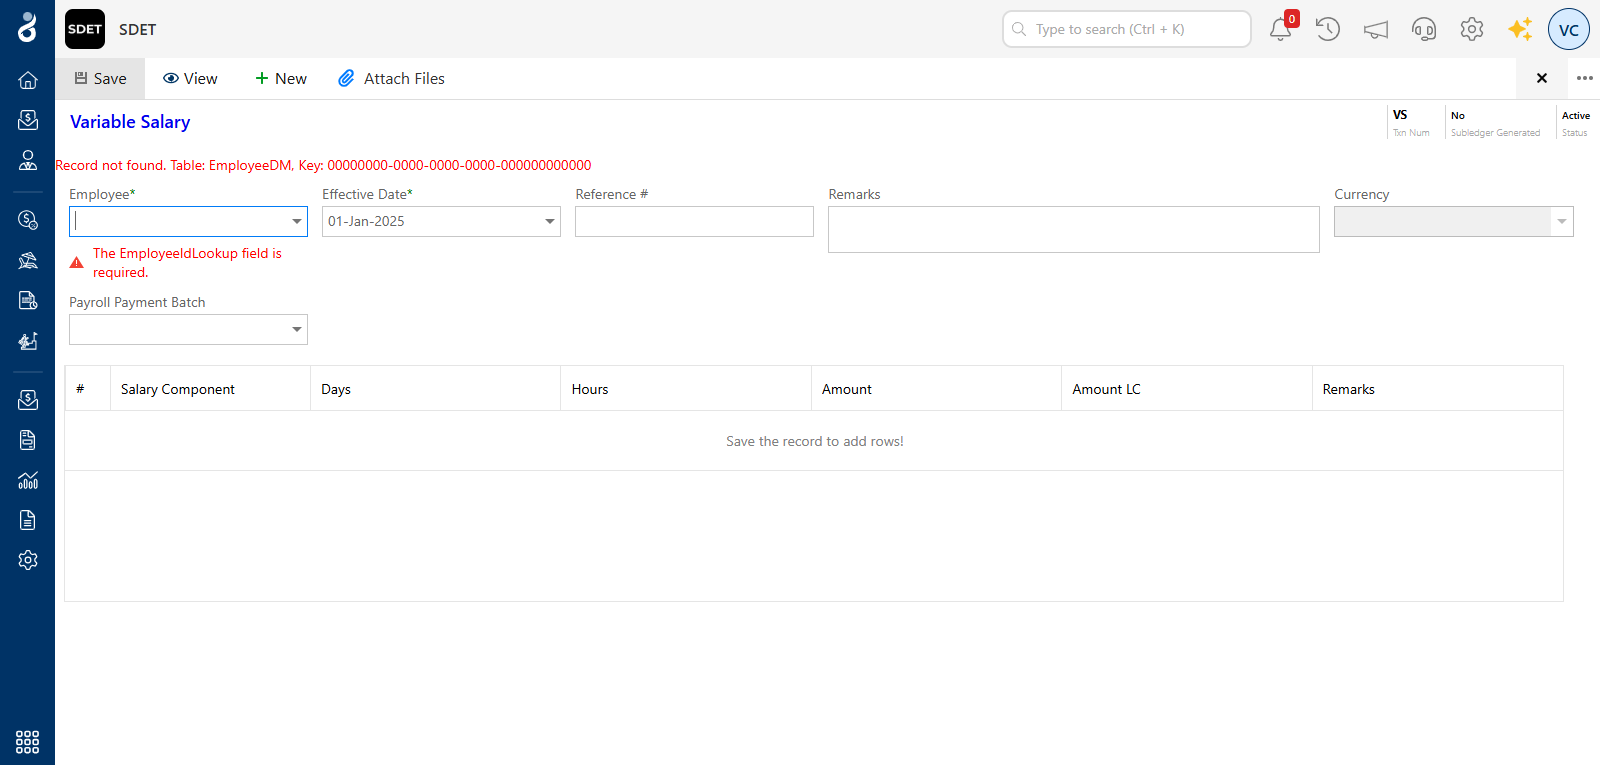 SDET SDET Type to search (Ctrl + K) 0 VC
Save View New Attach Files
Variable Salary
VS No Active
Txn Num Subledger Generated Status
Record not found. Table: EmployeeDM, Key: 00000000-0000-0000-0000-000000000000
Employee* Effective Date* Reference # Remarks Currency
01-Jan-2025
The EmployeeIdLookup field is
required.
Payroll Payment Batch
# Salary Component Days Hours Amount Amount LC Remarks
Save the record to add rows!